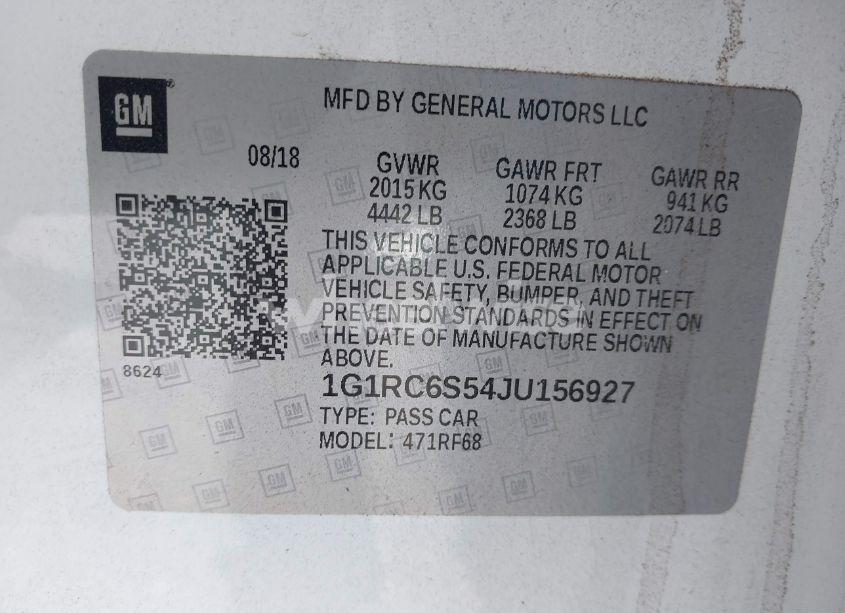 GM
MFD BY GENERAL MOTORS LLC
08/18
GVWR
2015 KG
4442 LB
GAWR FRT
1074 KG
2368 LB
GAWR RR
941 KG
2074 LB
THIS VEHICLE CONFORMS TO ALL
APPLICABLE U.S. FEDERAL MOTOR
VEHICLE SAFETY, BUMPER, AND THEFT
PREVENTION STANDARDS IN EFFECT ON
THE DATE OF MANUFACTURE SHOWN
ABOVE.
8624
1G1RC6S54JU156927
TYPE: PASS CAR
MODEL: 471RF68